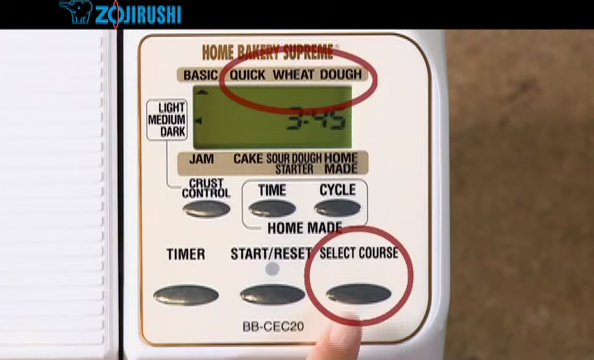 ZOJIRUSHI
HOME BAKERY SUPREME®
BASIC QUICK WHEAT DOUGH
LIGHT
MEDIUM
DARK
3:45
JAM CAKE SOUR DOUGH STARTER HOME MADE
CRUST CONTROL
TIME CYCLE
HOME MADE
TIMER START/RESET SELECT COURSE
BB-CEC20